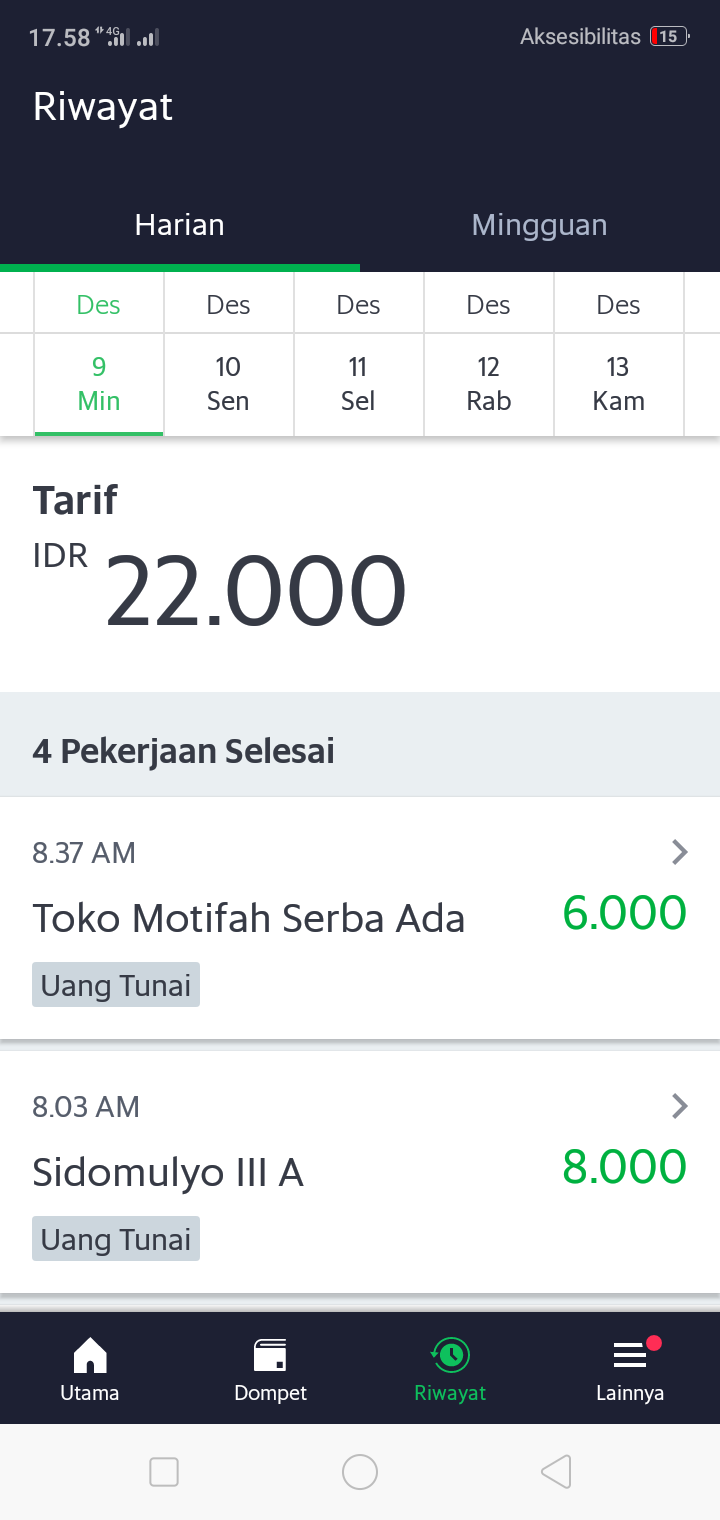 17.58 4G Aksesibilitas 15
Riwayat
Harian Mingguan
Des Des Des Des Des
9 10 11 12 13
Min Sen Sel Rab Kam
Tarif
IDR 22.000
4 Pekerjaan Selesai
8.37 AM
Toko Motifah Serba Ada 6.000
Uang Tunai
8.03 AM
Sidomulyo III A 8.000
Uang Tunai
Utama Dompet Riwayat Lainnya